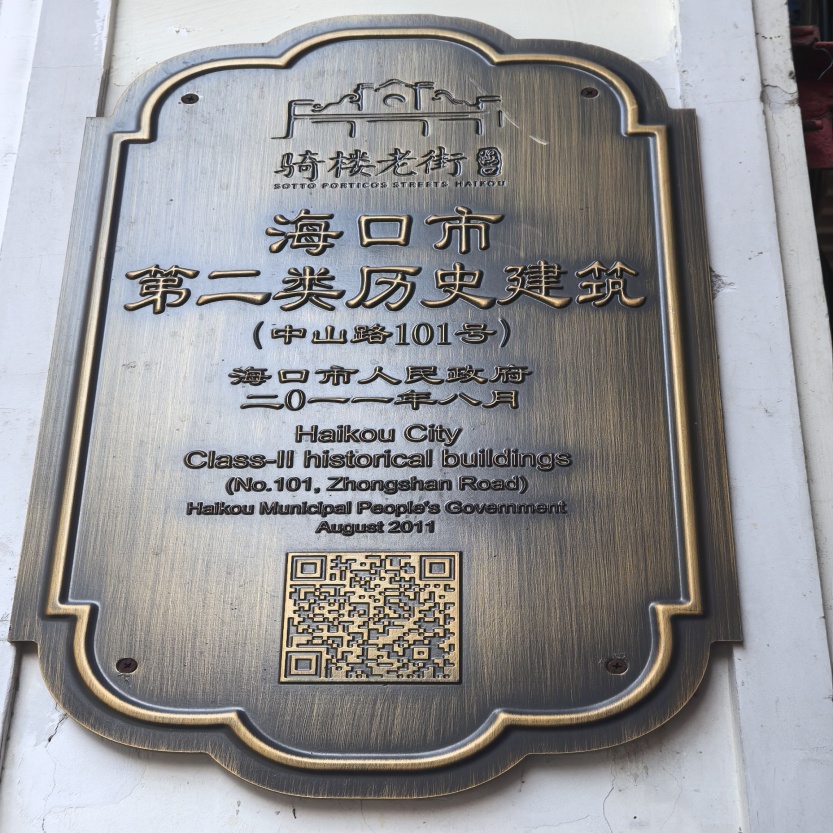 骑楼老街 海口
SOTTO PORTICOS STREETS HAIKOU
海口市
第二类历史建筑
(中山路101号)
海口市人民政府
二0一一年八月
Haikou City
Class-II historical buildings
(No.101, Zhongshan Road)
Haikou Municipal People's Government
August 2011